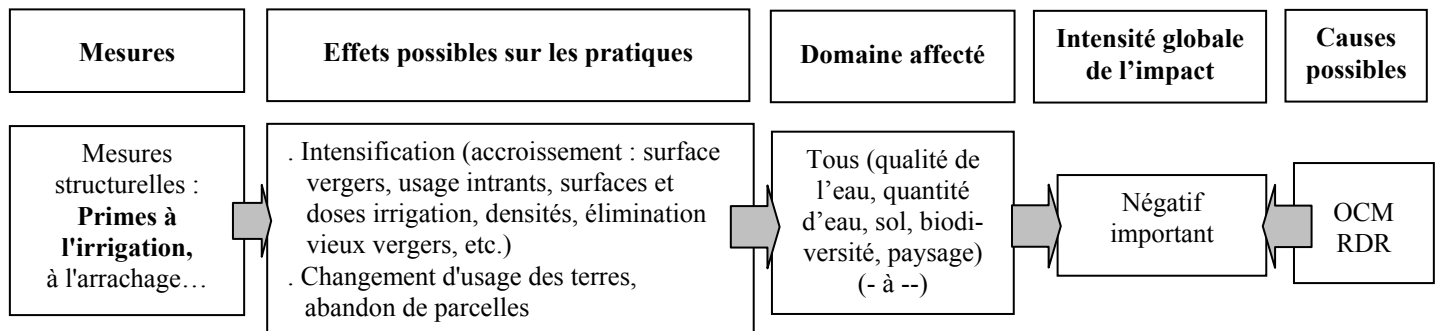 Mesures
Effets possibles sur les pratiques
Domaine affecté
Intensité globale
de l’impact
Causes
possibles
Mesures
structurelles :
Primes à
l'irrigation,
à l'arrachage…
. Intensification (accroissement : surface
vergers, usage intrants, surfaces et
doses irrigation, densités, élimination
vieux vergers, etc.)
. Changement d'usage des terres,
abandon de parcelles
Tous (qualité de
l’eau, quantité
d’eau, sol, biodi-
versité, paysage)
(- à --)
Négatif
important
OCM
RDR